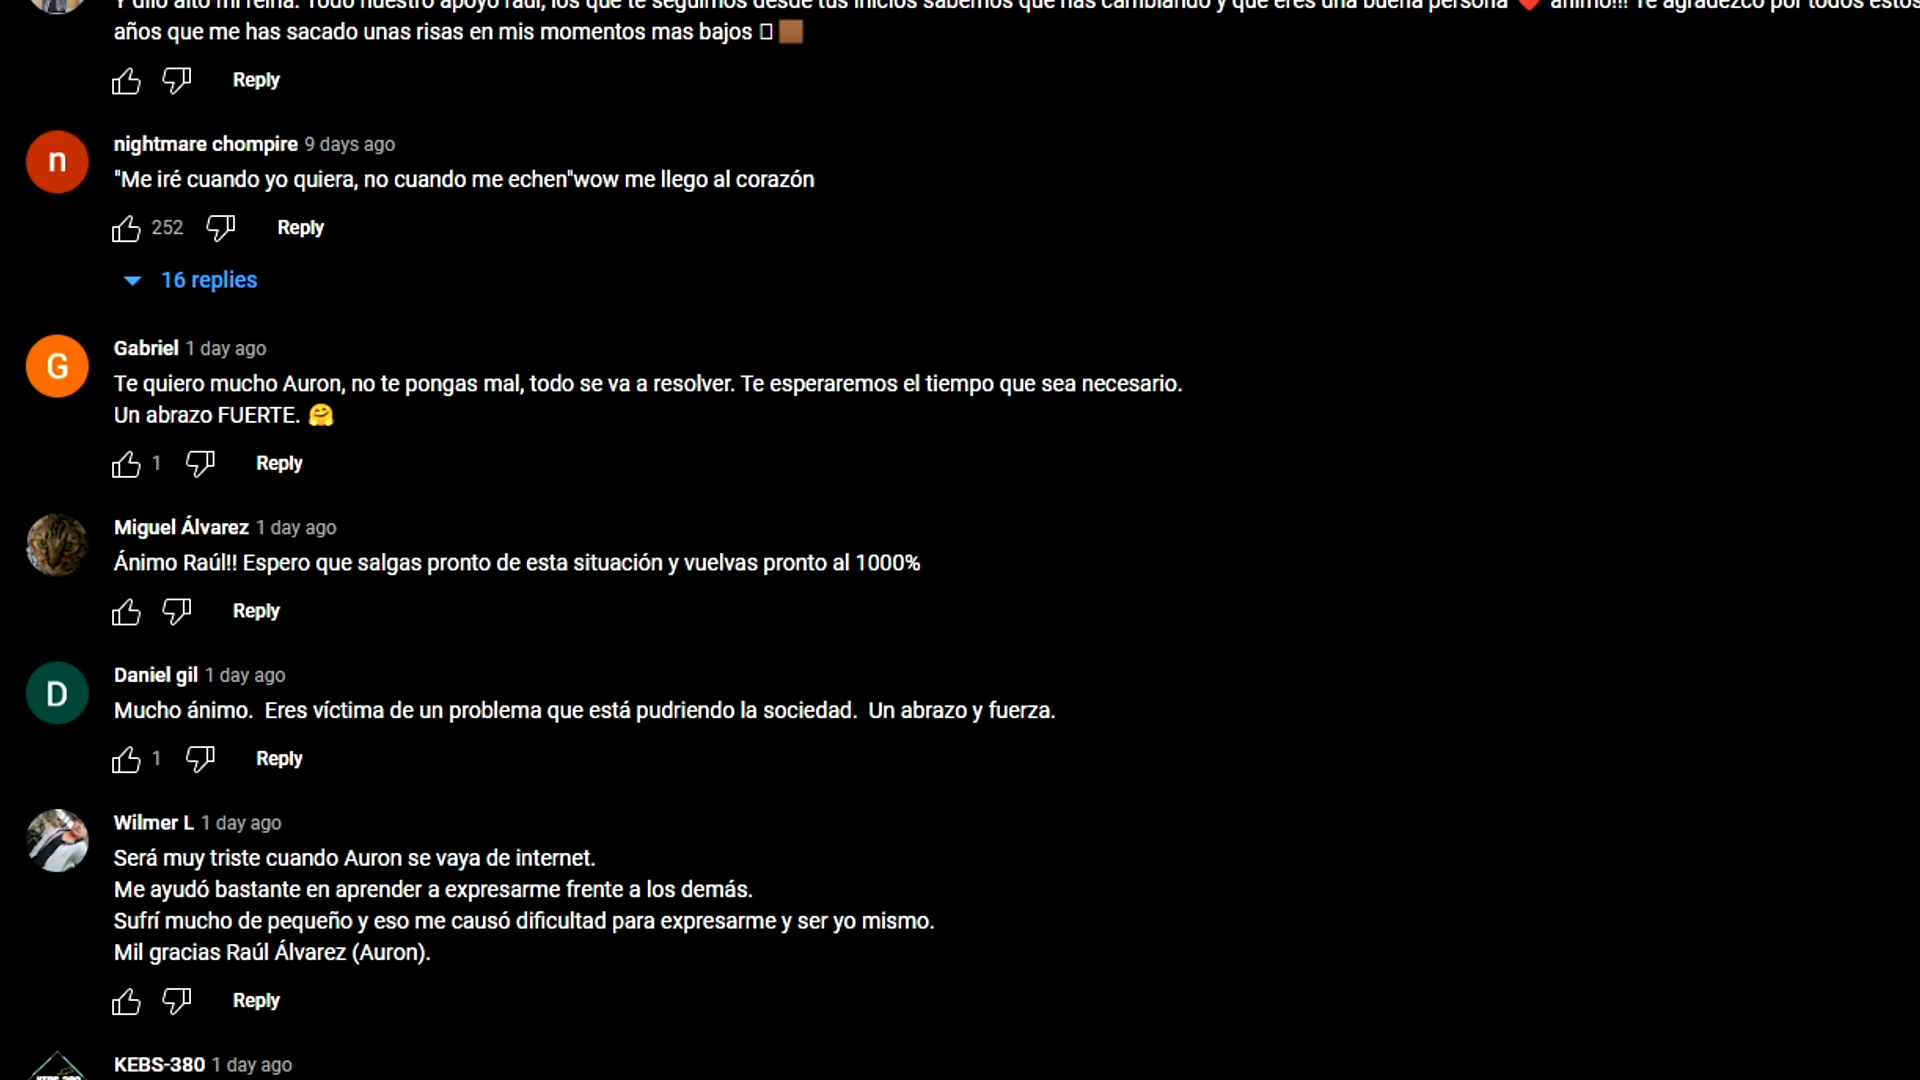 Y dilo alto mi reina. Todo nuestro apoyo raul, los que te seguimos desde tus inicios sabemos que has cambiando y que eres una buena persona ❤️ animo!!! Te agradezco por todos estos
años que me has sacado unas risas en mis momentos mas bajos
Reply
n
nightmare chompire 9 days ago
"Me iré cuando yo quiera, no cuando me echen"wow me llego al corazón
252 Reply
16 replies
G
Gabriel 1 day ago
Te quiero mucho Auron, no te pongas mal, todo se va a resolver. Te esperaremos el tiempo que sea necesario.
Un abrazo FUERTE. 🤗
1 Reply
Miguel Álvarez 1 day ago
Ánimo Raúl!! Espero que salgas pronto de esta situación y vuelvas pronto al 1000%
Reply
D
Daniel gil 1 day ago
Mucho ánimo.  Eres víctima de un problema que está pudriendo la sociedad.  Un abrazo y fuerza.
1 Reply
Wilmer L 1 day ago
Será muy triste cuando Auron se vaya de internet.
Me ayudó bastante en aprender a expresarme frente a los demás.
Sufrí mucho de pequeño y eso me causó dificultad para expresarme y ser yo mismo.
Mil gracias Raúl Álvarez (Auron).
Reply
KEBS-380 1 day ago